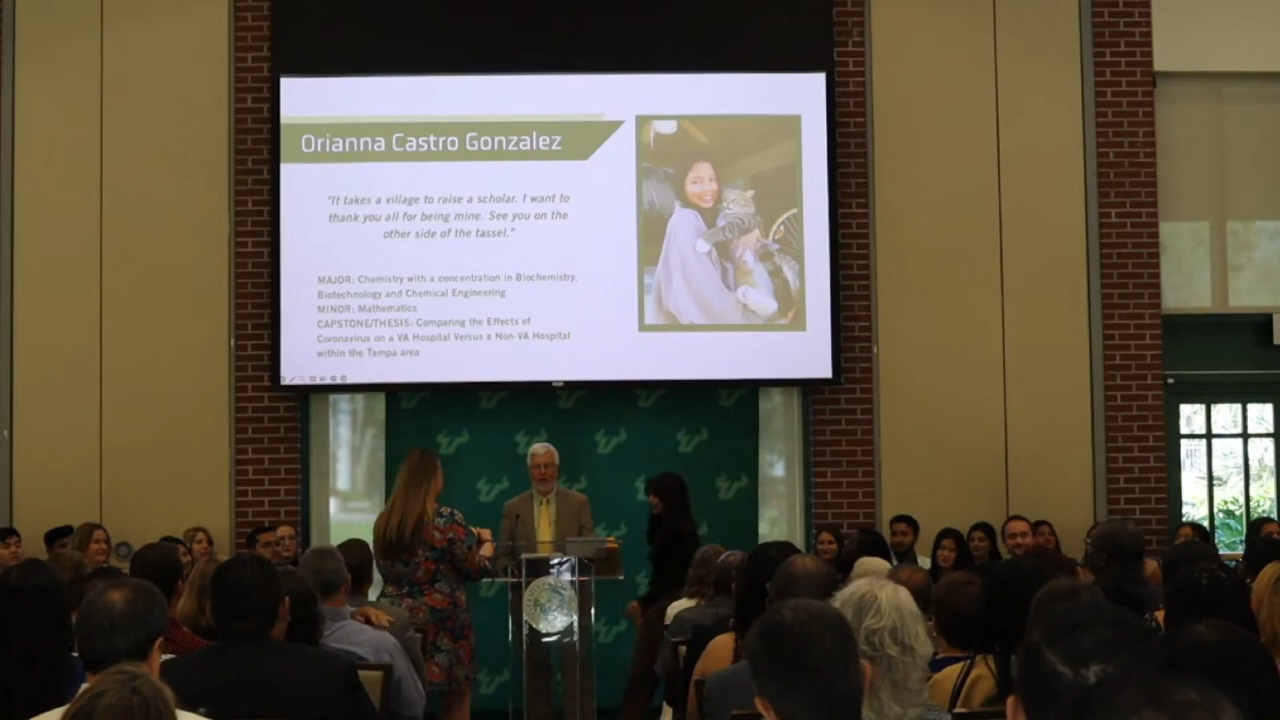 Orianna Castro Gonzalez
"It takes a village to raise a scholar. I want to
thank you all for being mine. See you on the
other side of the tassel."
MAJOR: Chemistry with a concentration in Biochemistry,
Biotechnology and Chemical Engineering
MINOR: Mathematics
CAPSTONE/THESIS: Comparing the Effects of
Coronavirus on a VA Hospital Versus a Non-VA Hospital
within the Tampa area